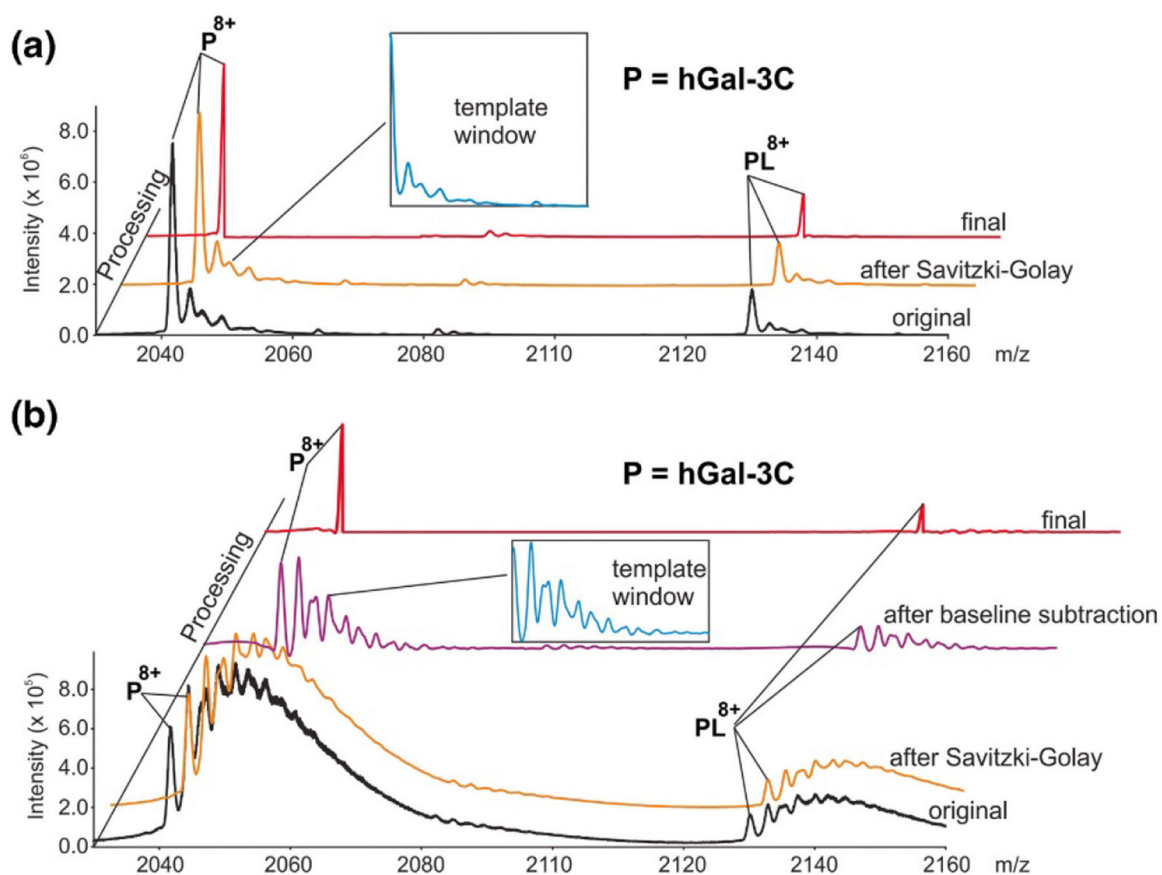 (a)
P8+
template
window
P = hGal-3C
PL8+
Processing
Intensity (x 10⁶)
8.0
6.0
4.0
2.0
0.0
final
after Savitzki-Golay
original
2040 2060 2080 2110 2120 2140 2160 m/z
(b)
P8+
P = hGal-3C
Processing
final
template
window
after baseline subtraction
P8+
PL8+
Intensity (x 10⁵)
8.0
6.0
4.0
2.0
0.0
after Savitzki-Golay
original
2040 2060 2080 2110 2120 2140 2160 m/z